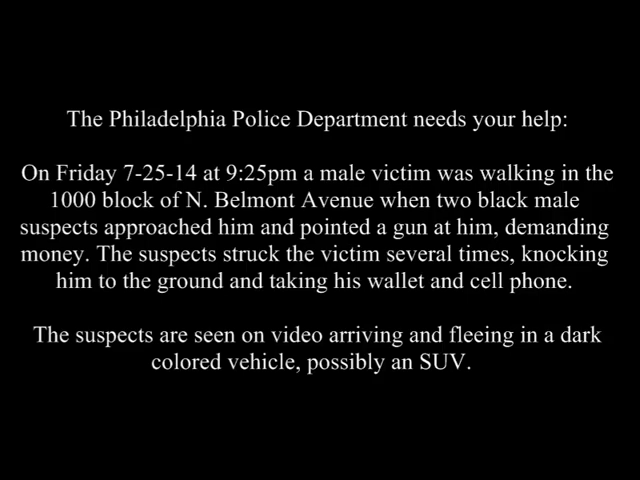 The Philadelphia Police Department needs your help:
On Friday 7-25-14 at 9:25pm a male victim was walking in the
1000 block of N. Belmont Avenue when two black male
suspects approached him and pointed a gun at him, demanding
money. The suspects struck the victim several times, knocking
him to the ground and taking his wallet and cell phone.
The suspects are seen on video arriving and fleeing in a dark
colored vehicle, possibly an SUV.